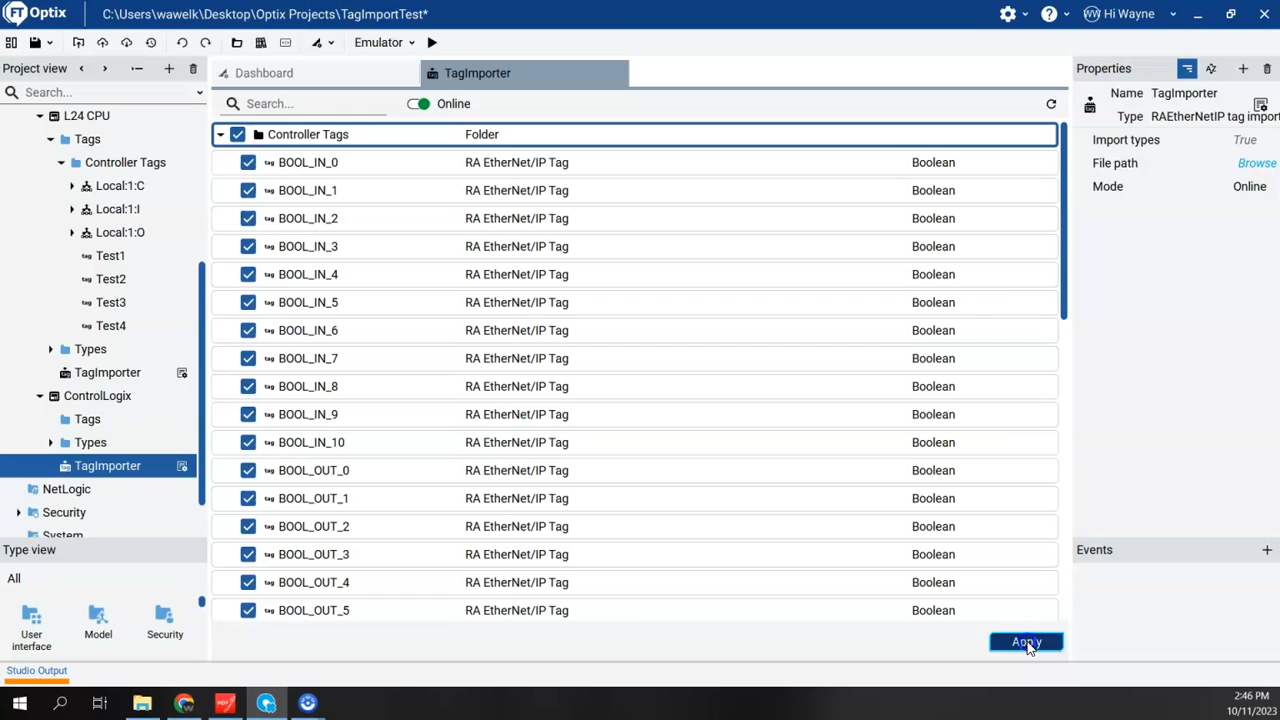 FT Optix
C:\Users\wawelk\Desktop\Optix Projects\TagImportTest*
WW Hi Wayne
Emulator
Project view
Search...
L24 CPU
Tags
Controller Tags
Local:1:C
Local:1:I
Local:1:O
Test1
Test2
Test3
Test4
Types
TagImporter
ControlLogix
Tags
Types
TagImporter
NetLogic
Security
System
Type view
All
User interface
Model
Security
Studio Output
Dashboard
TagImporter
Search...
Online
Controller Tags Folder
BOOL_IN_0 RA EtherNet/IP Tag Boolean
BOOL_IN_1 RA EtherNet/IP Tag Boolean
BOOL_IN_2 RA EtherNet/IP Tag Boolean
BOOL_IN_3 RA EtherNet/IP Tag Boolean
BOOL_IN_4 RA EtherNet/IP Tag Boolean
BOOL_IN_5 RA EtherNet/IP Tag Boolean
BOOL_IN_6 RA EtherNet/IP Tag Boolean
BOOL_IN_7 RA EtherNet/IP Tag Boolean
BOOL_IN_8 RA EtherNet/IP Tag Boolean
BOOL_IN_9 RA EtherNet/IP Tag Boolean
BOOL_IN_10 RA EtherNet/IP Tag Boolean
BOOL_OUT_0 RA EtherNet/IP Tag Boolean
BOOL_OUT_1 RA EtherNet/IP Tag Boolean
BOOL_OUT_2 RA EtherNet/IP Tag Boolean
BOOL_OUT_3 RA EtherNet/IP Tag Boolean
BOOL_OUT_4 RA EtherNet/IP Tag Boolean
BOOL_OUT_5 RA EtherNet/IP Tag Boolean
Apply
Properties
Name TagImporter
Type RAEtherNetIP tag import
Import types True
File path Browse
Mode Online
Events
2:46 PM
10/11/2023